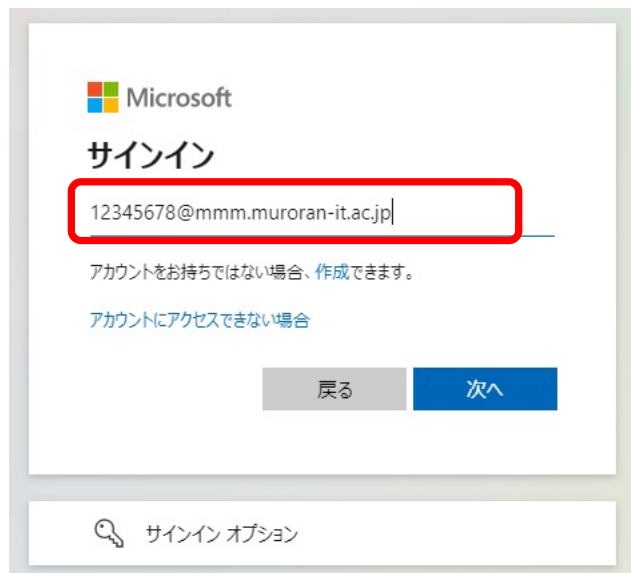 Microsoft
サインイン
12345678@mmm.muroran-it.ac.jp
アカウントをお持ちではない場合、作成できます。
アカウントにアクセスできない場合
戻る 次へ
サインイン オプション